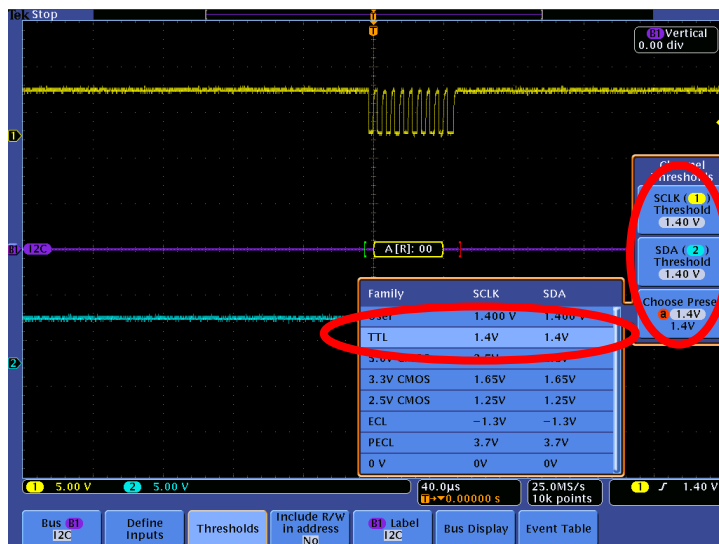 Tek Stop
T
T
B1 Vertical
0.00 div
1
Thresholds
SCLK (1)
Threshold
1.40 V
B1 I2C
A[R]: 00
SDA (2)
Threshold
1.40 V
Family SCLK SDA
Choose Preset
a 1.4V
1.4V
User 1.400 V 1.400 V
TTL 1.4V 1.4V
2
3.3V CMOS 1.65V 1.65V
2.5V CMOS 1.25V 1.25V
ECL −1.3V −1.3V
PECL 3.7V 3.7V
0 V 0V 0V
1 5.00 V 2 5.00 V
40.0µs
T→▼0.00000 s
25.0MS/s
10k points
1 ƒ 1.40 V
Bus B1
I2C
Define
Inputs
Thresholds
Include R/W
in address
No
B1 Label
I2C
Bus Display
Event Table